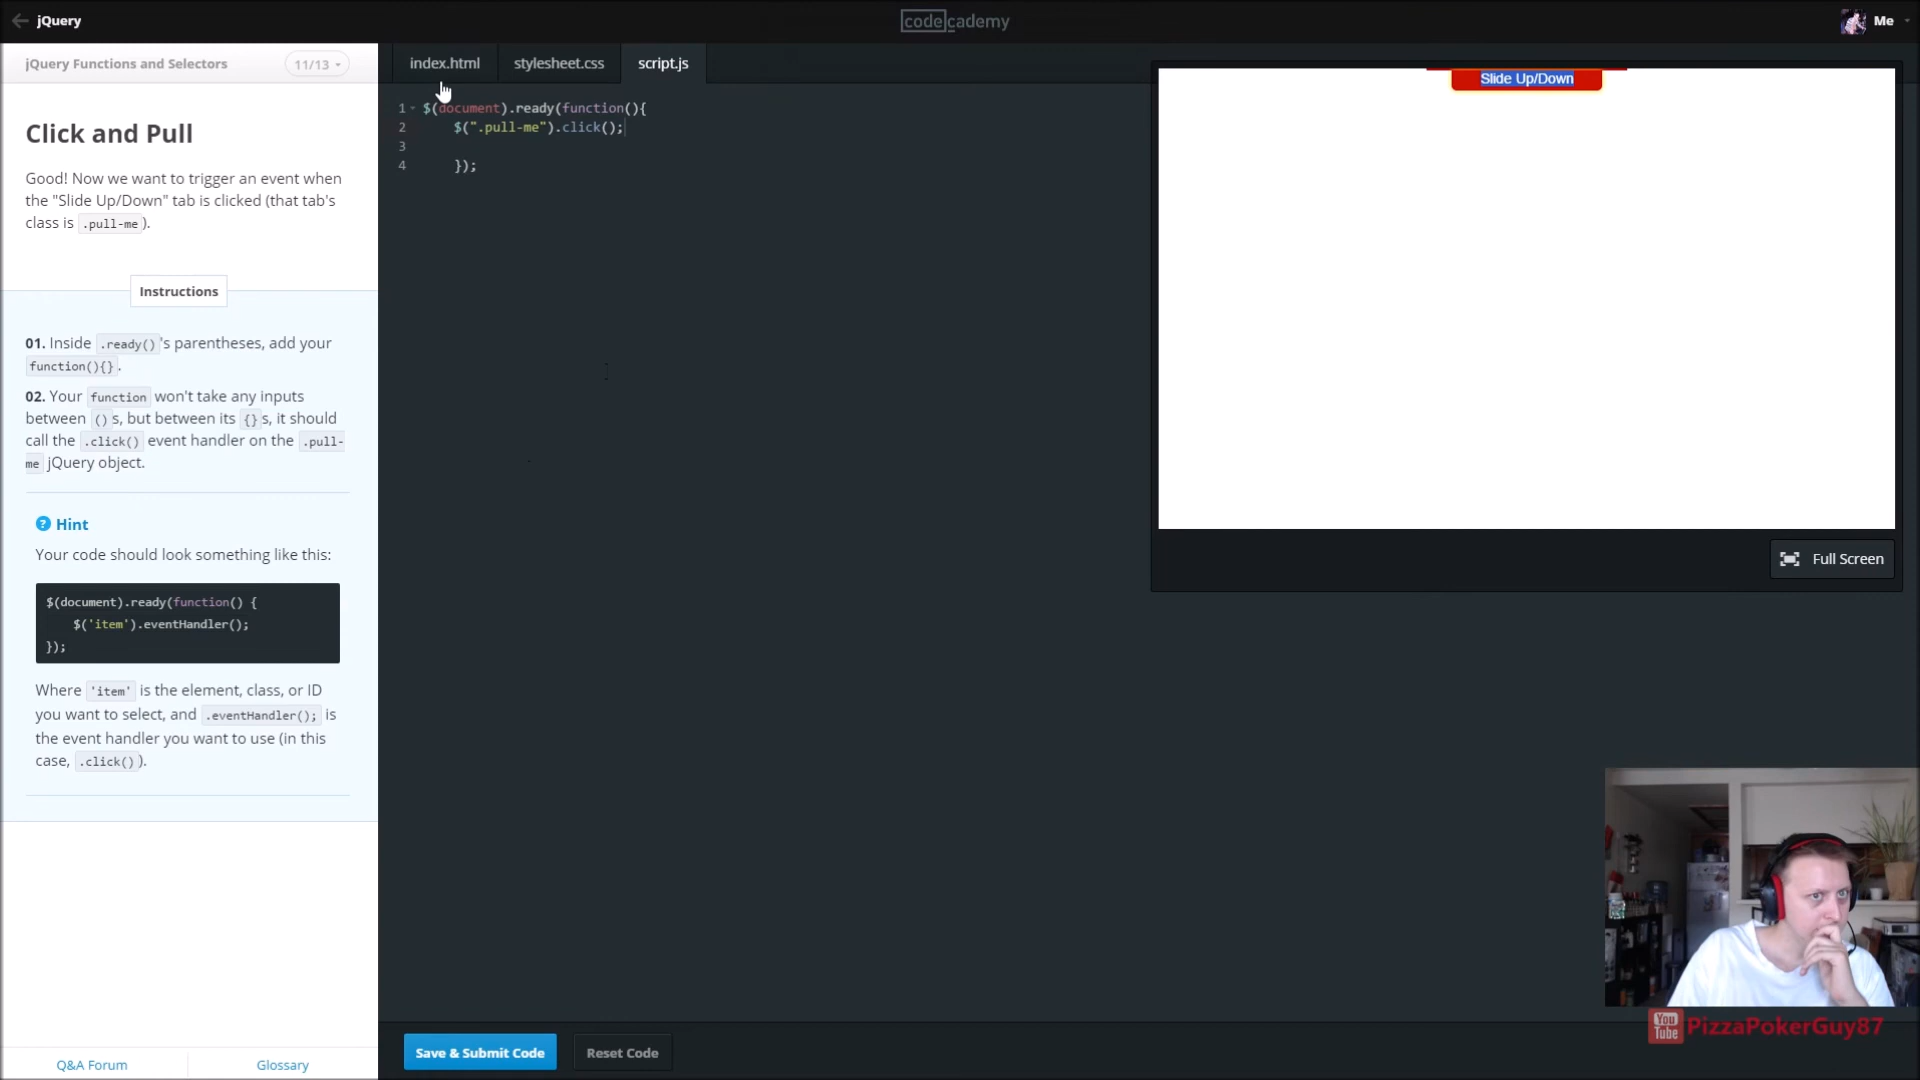 jQuery
codecademy
Me
jQuery Functions and Selectors
11/13
index.html
stylesheet.css
script.js
Click and Pull
Good! Now we want to trigger an event when
the "Slide Up/Down" tab is clicked (that tab's
class is .pull-me).
Instructions
01. Inside .ready()'s parentheses, add your
function(){}.
02. Your function won't take any inputs
between ()s, but between its {}s, it should
call the .click() event handler on the .pull-
me jQuery object.
Hint
Your code should look something like this:
$(document).ready(function() {
$('item').eventHandler();
});
Where 'item' is the element, class, or ID
you want to select, and .eventHandler(); is
the event handler you want to use (in this
case, .click()).
Q&A Forum
Glossary
1 $(document).ready(function(){
2 $(".pull-me").click();
3
4 });
Save & Submit Code
Reset Code
Slide Up/Down
Full Screen
You
Tube
PizzaPokerGuy87